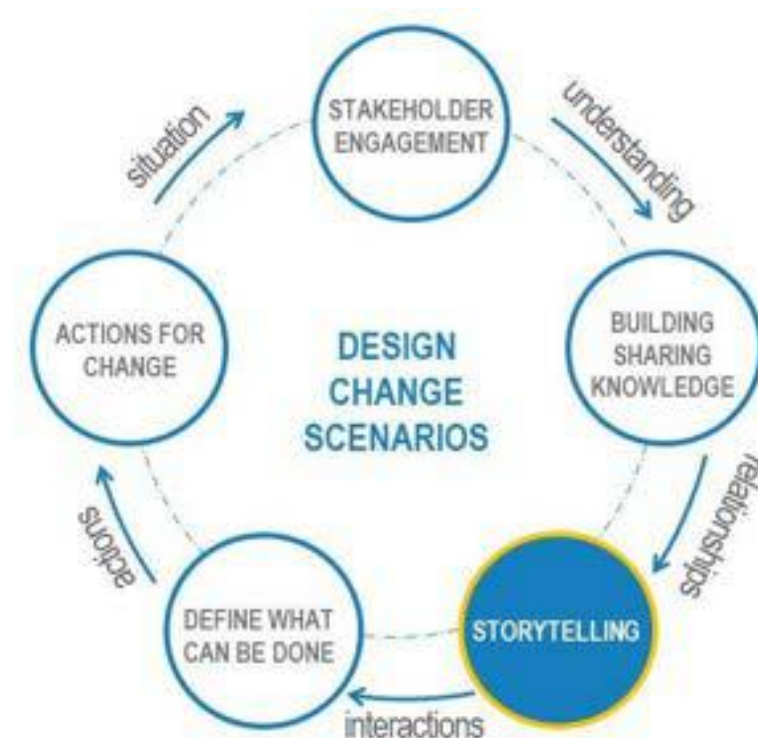 STAKEHOLDER
ENGAGEMENT
understanding
BUILDING
SHARING
KNOWLEDGE
relationships
STORYTELLING
interactions
DEFINE WHAT
CAN BE DONE
actions
ACTIONS FOR
CHANGE
situation
DESIGN
CHANGE
SCENARIOS